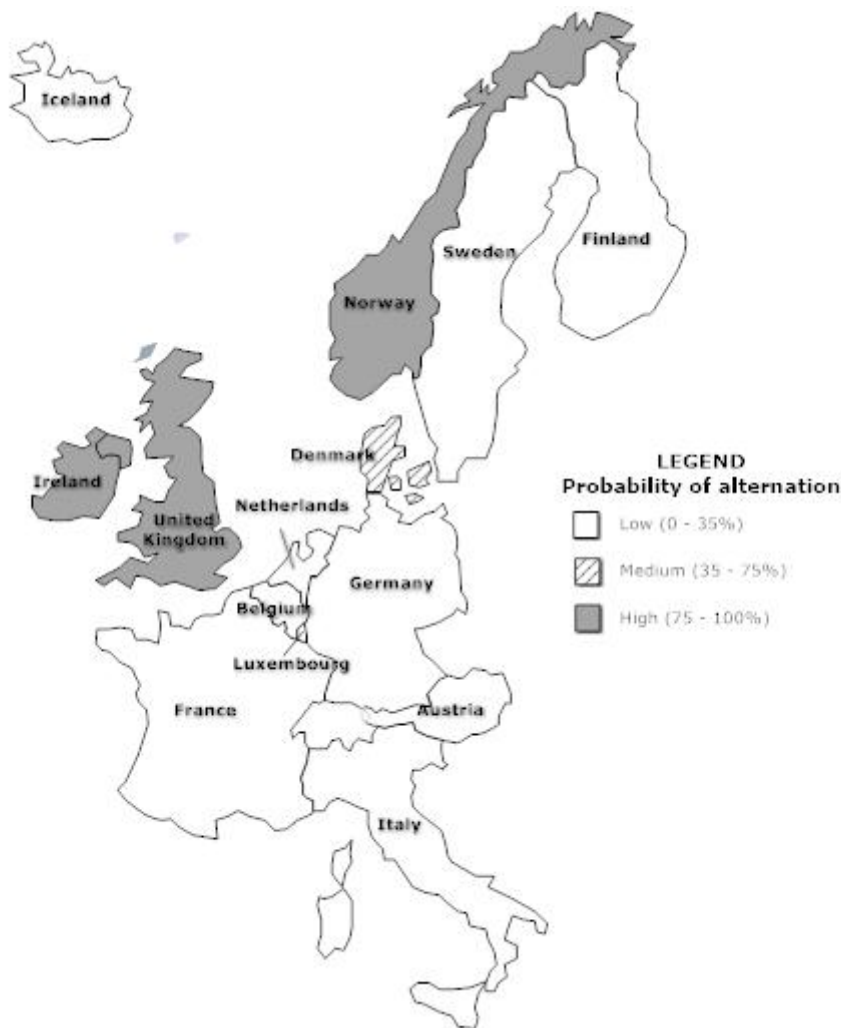 Iceland
Sweden
Finland
Norway
Denmark
Ireland
Netherlands
United
Kingdom
Germany
Belgium
Luxembourg
France
Austria
Italy
LEGEND
Probability of alternation
Low (0 - 35%)
Medium (35 - 75%)
High (75 - 100%)